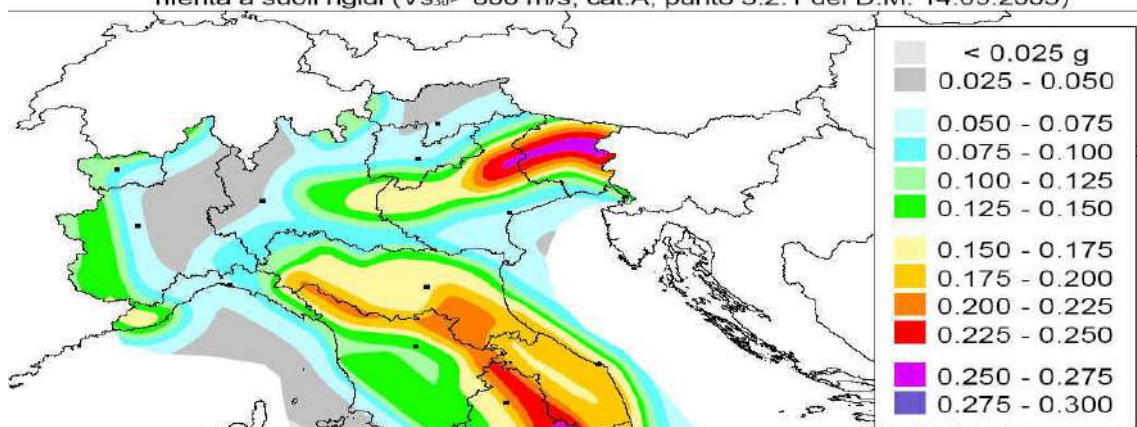 riferita a suoli rigidi (Vs30> 800 m/s; cat.A, punto 3.2.1 del D.M. 14.09.2005)
< 0.025 g
0.025 - 0.050
0.050 - 0.075
0.075 - 0.100
0.100 - 0.125
0.125 - 0.150
0.150 - 0.175
0.175 - 0.200
0.200 - 0.225
0.225 - 0.250
0.250 - 0.275
0.275 - 0.300